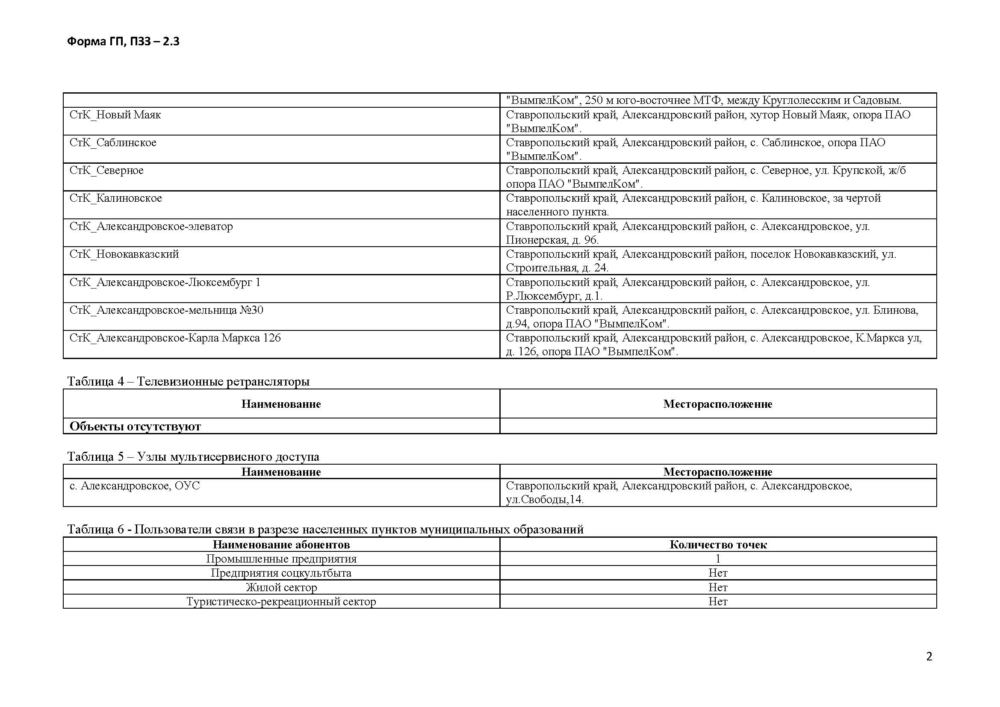 Форма ГП, ПЗЗ – 2.3
"ВымпелКом", 250 м юго-восточнее МТФ, между Круглолесским и Садовым.
СтК_Новый Маяк
Ставропольский край, Александровский район, хутор Новый Маяк, опора ПАО
"ВымпелКом".
СтК_Саблинское
Ставропольский край, Александровский район, с. Саблинское, опора ПАО
"ВымпелКом".
СтК_Северное
Ставропольский край, Александровский район, с. Северное, ул. Крупской, ж/б
опора ПАО "ВымпелКом".
СтК_Калиновское
Ставропольский край, Александровский район, с. Калиновское, за чертой
населенного пункта.
СтК_Александровское-элеватор
Ставропольский край, Александровский район, с. Александровское, ул.
Пионерская, д. 96.
СтК_Новокавказский
Ставропольский край, Александровский район, поселок Новокавказский, ул.
Строительная, д. 24.
СтК_Александровское-Люксембург 1
Ставропольский край, Александровский район, с. Александровское, ул.
Р.Люксембург, д.1.
СтК_Александровское-мельница №30
Ставропольский край, Александровский район, с. Александровское, ул. Блинова,
д.94, опора ПАО "ВымпелКом".
СтК_Александровское-Карла Маркса 126
Ставропольский край, Александровский район, с. Александровское, К.Маркса ул,
д. 126, опора ПАО "ВымпелКом".
Таблица 4 – Телевизионные ретрансляторы
Наименование
Месторасположение
Объекты отсутствуют
Таблица 5 – Узлы мультисервисного доступа
Наименование
Месторасположение
с. Александровское, ОУС
Ставропольский край, Александровский район, с. Александровское,
ул.Свободы,14.
Таблица 6 - Пользователи связи в разрезе населенных пунктов муниципальных образований
Наименование абонентов
Количество точек
Промышленные предприятия
1
Предприятия соцкультбыта
Нет
Жилой сектор
Нет
Туристическо-рекреационный сектор
Нет
2